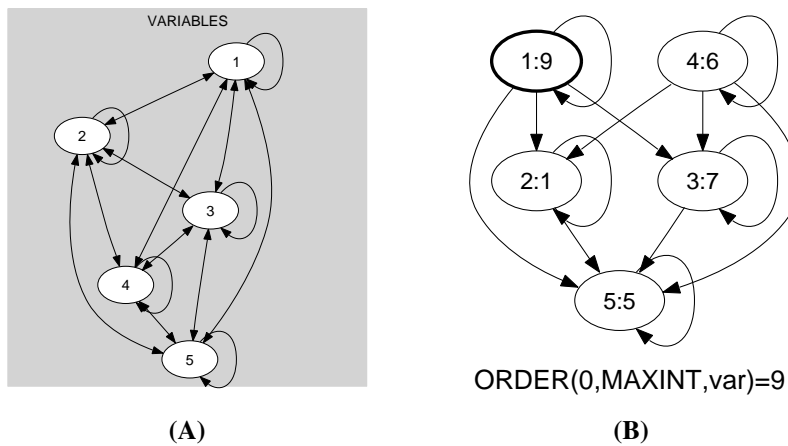 VARIABLES
1
2
3
4
5
1:9
4:6
2:1
3:7
5:5
ORDER(0,MAXINT,var)=9
(A)
(B)